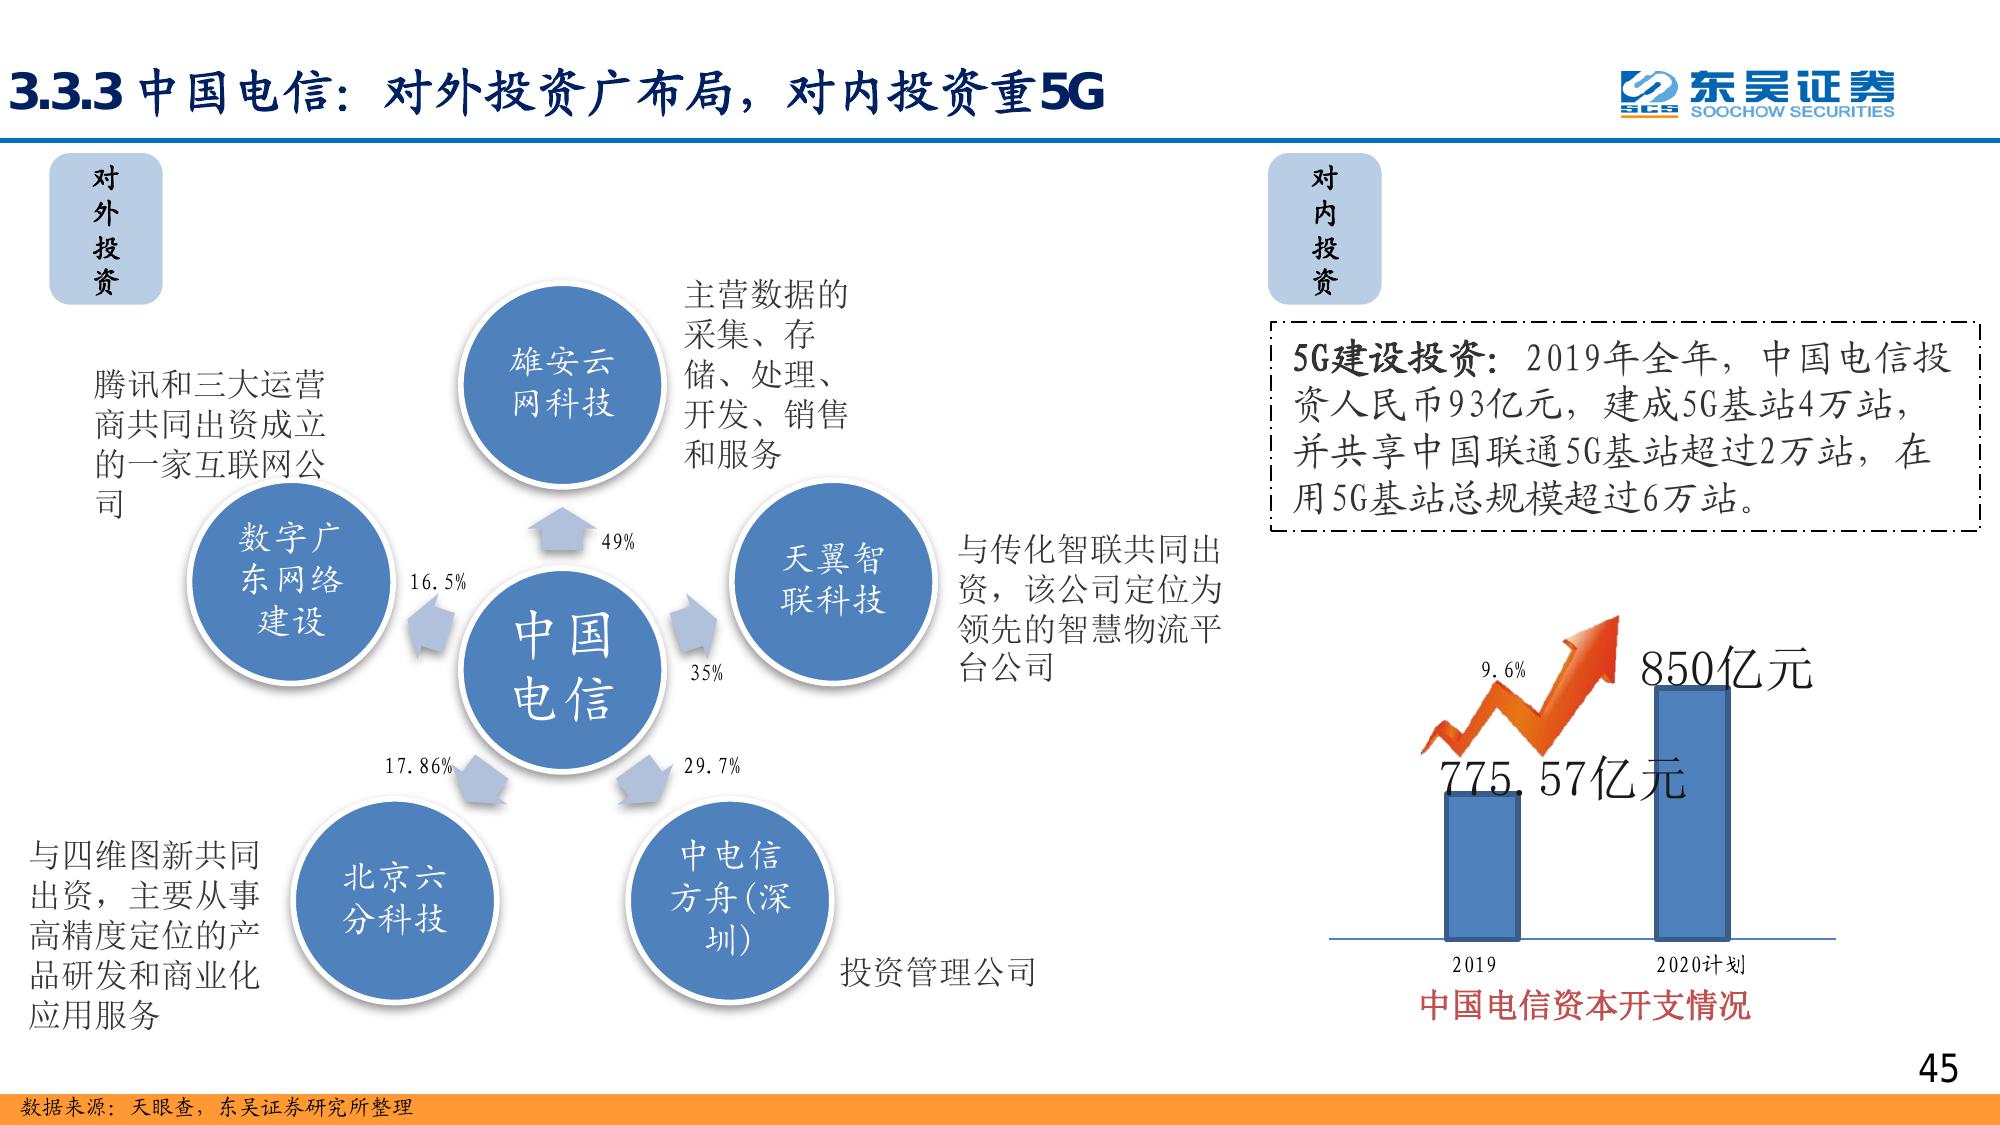 3.3.3 中国电信：对外投资广布局，对内投资重5G
东吴证券
SCS
SOOCHOW SECURITIES
对
外
投
资
雄安云
网科技
主营数据的
采集、存
储、处理、
开发、销售
和服务
腾讯和三大运营
商共同出资成立
的一家互联网公
司
数字广
东网络
建设
16.5%
49%
天翼智
联科技
与传化智联共同出
资，该公司定位为
领先的智慧物流平
台公司
中国
电信
35%
17.86%
29.7%
与四维图新共同
出资，主要从事
高精度定位的产
品研发和商业化
应用服务
北京六
分科技
中电信
方舟(深
圳)
投资管理公司
对
内
投
资
5G建设投资：2019年全年，中国电信投
资人民币93亿元，建成5G基站4万站，
并共享中国联通5G基站超过2万站，在
用5G基站总规模超过6万站。
9.6%
850亿元
775.57亿元
2019
2020计划
中国电信资本开支情况
45
数据来源：天眼查，东吴证券研究所整理